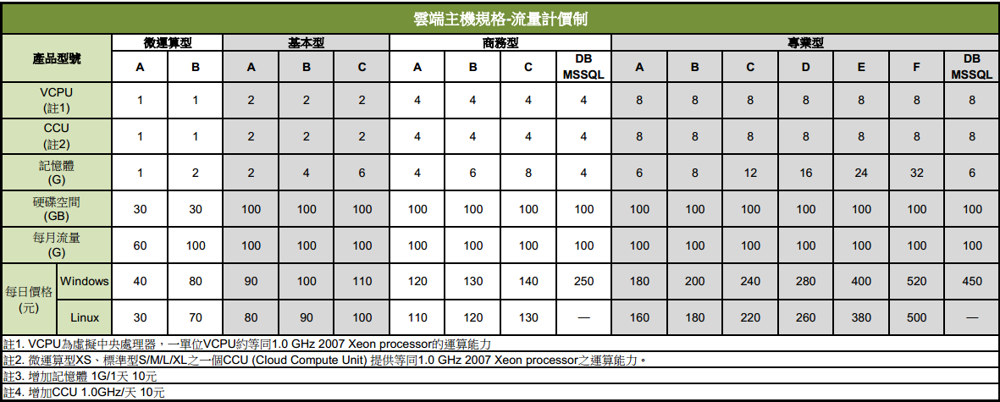 雲端主機規格-流量計價制
產品型號 微運算型 基本型 商務型 專業型
A B A B C A B C DB MSSQL A B C D E F DB MSSQL
VCPU (註1) 1 1 2 2 2 4 4 4 4 8 8 8 8 8 8 8
CCU (註2) 1 1 2 2 2 4 4 4 4 8 8 8 8 8 8 8
記憶體 (G) 1 2 2 4 6 4 6 8 4 6 8 12 16 24 32 6
硬碟空間 (GB) 30 30 100 100 100 100 100 100 100 100 100 100 100 100 100 100
每月流量 (G) 60 100 100 100 100 100 100 100 100 100 100 100 100 100 100 100
每日價格 (元) Windows 40 80 90 100 110 120 130 140 250 180 200 240 280 400 520 450
Linux 30 70 80 90 100 110 120 130 — 160 180 220 260 380 500 —
註1. VCPU為虛擬中央處理器，一單位VCPU約等同1.0 GHz 2007 Xeon processor的運算能力
註2. 微運算型XS、標準型S/M/L/XL之一個CCU (Cloud Compute Unit) 提供等同1.0 GHz 2007 Xeon processor之運算能力。
註3. 增加記憶體 1G/1天 10元
註4. 增加CCU 1.0GHz/天 10元